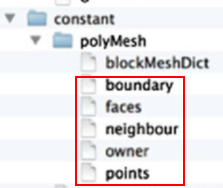 constant
polyMesh
blockMeshDict
boundary
faces
neighbour
owner
points